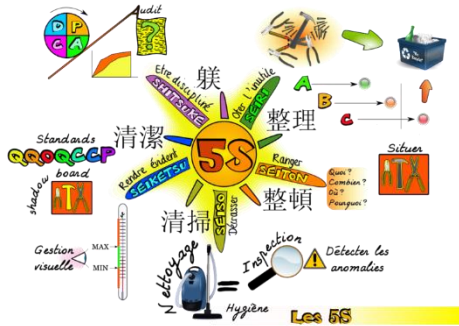 Audit
D P
C A
躾
Etre discipliné
SHITSUKE
Oter l'inutile
SEIRI
整理
A
B
C
Standards
QQOQCCP
清潔
Rendre évident
SEIKETSU
5S
Ranger
SEITON
整頓
Quoi ?
Combien ?
Où ?
Pourquoi ?
Situer
shadow board
清掃
SEISO
Gestion
visuelle
MAX
MIN
Nettoyage
=
Hygiène
Inspection
!
Détecter les
anomalies
Les 5S